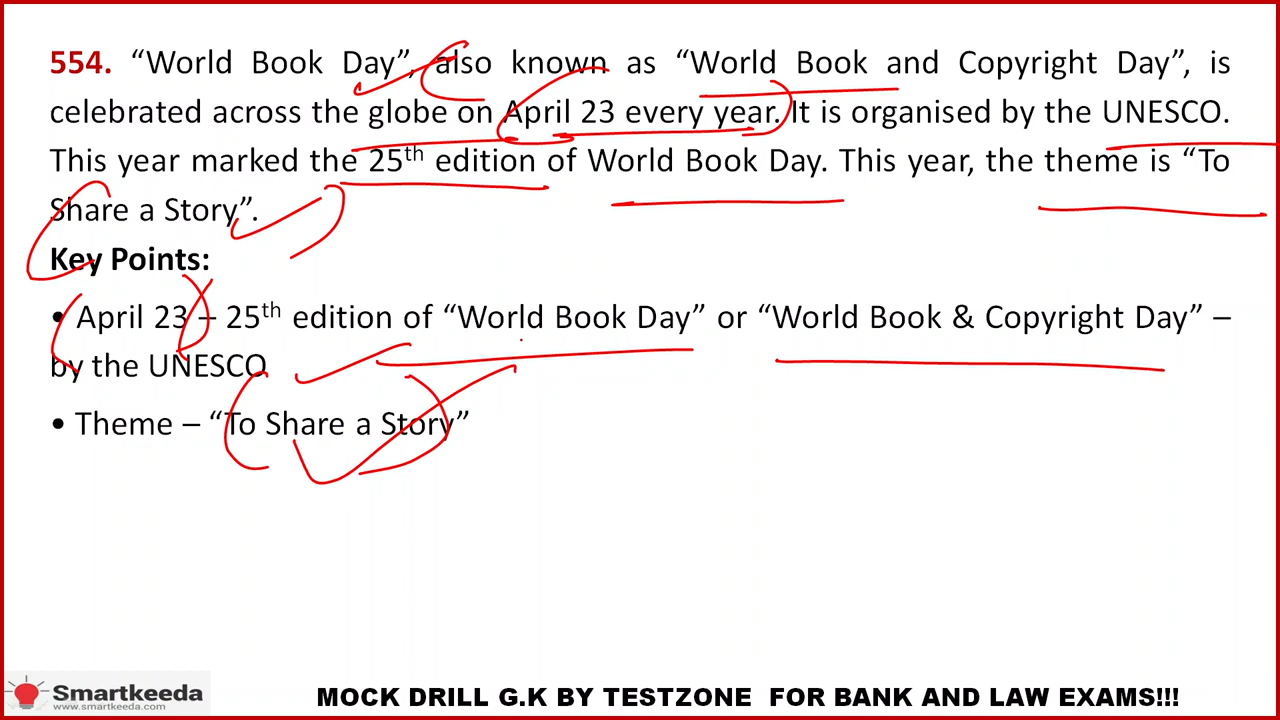 554. “World Book Day”, also known as “World Book and Copyright Day”, is
celebrated across the globe on April 23 every year. It is organised by the UNESCO.
This year marked the 25th edition of World Book Day. This year, the theme is “To
Share a Story”.
Key Points:
• April 23 – 25th edition of “World Book Day” or “World Book & Copyright Day” –
by the UNESCO
• Theme – “To Share a Story”
Smartkeeda
www.smartkeeda.com
MOCK DRILL G.K BY TESTZONE FOR BANK AND LAW EXAMS!!!